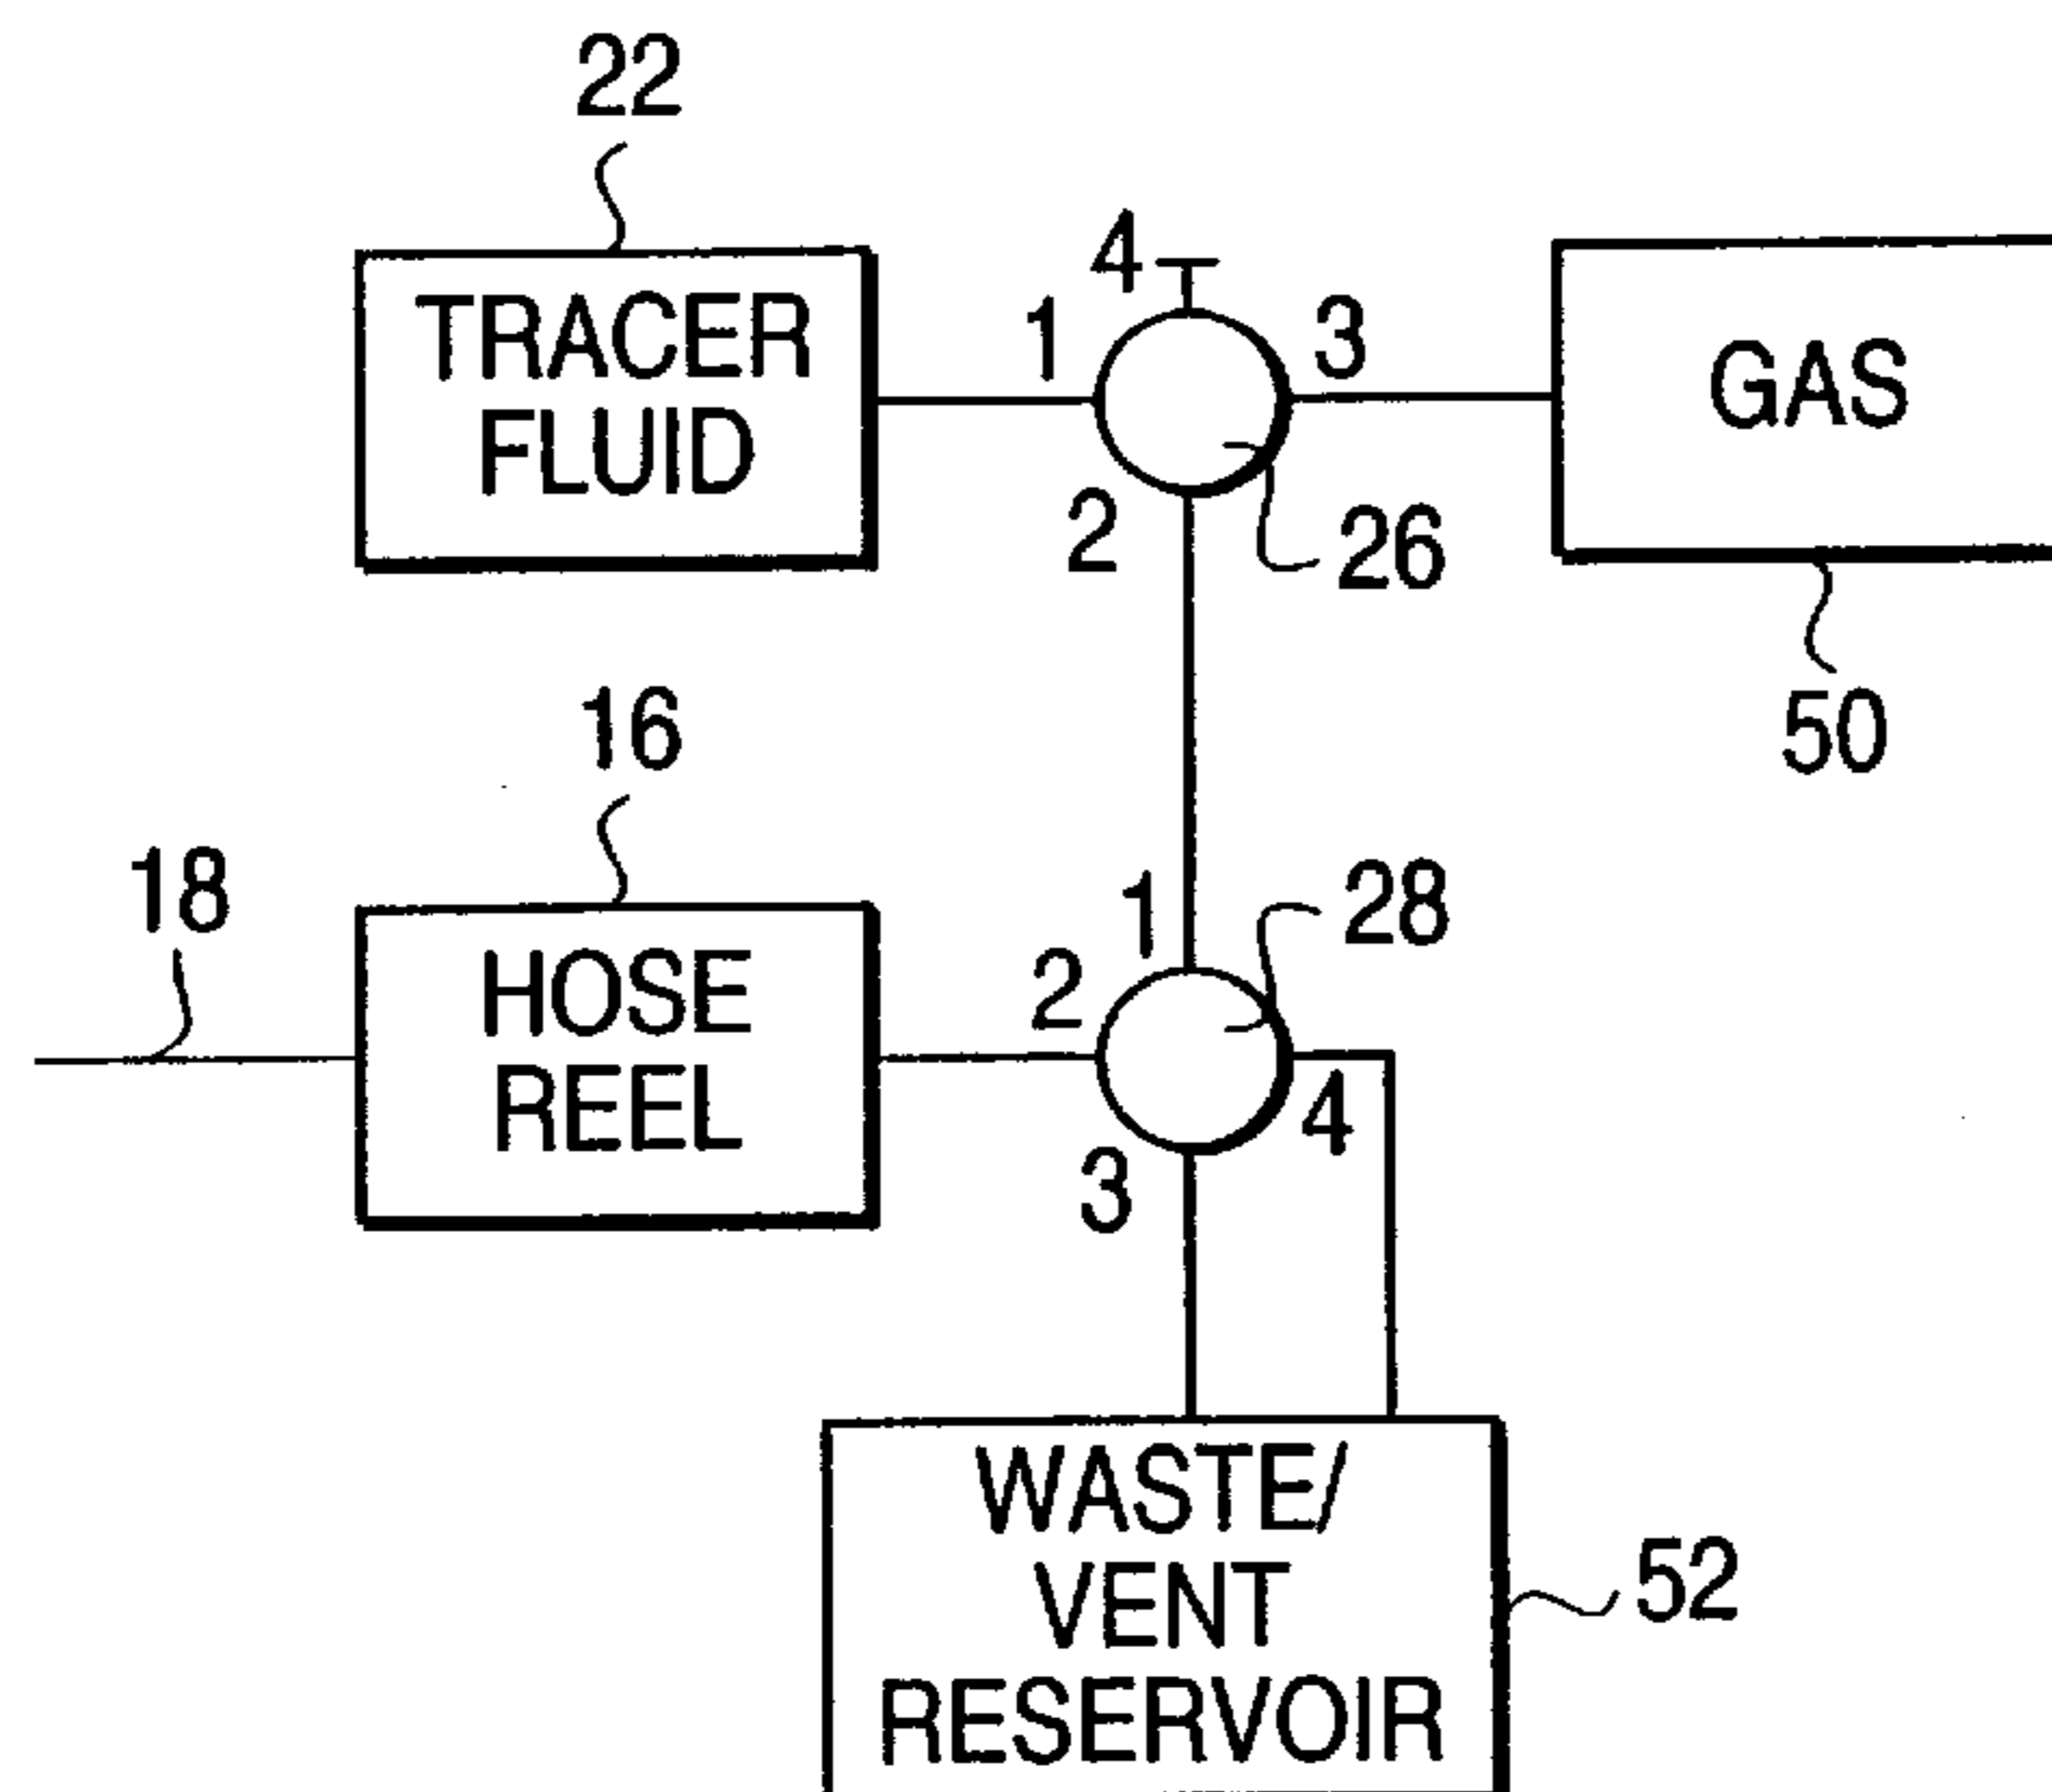 22
4
1
3
TRACER
FLUID
GAS
2
26
16
50
18
1
28
HOSE
REEL
2
4
3
WASTE/
VENT
RESERVOIR
52